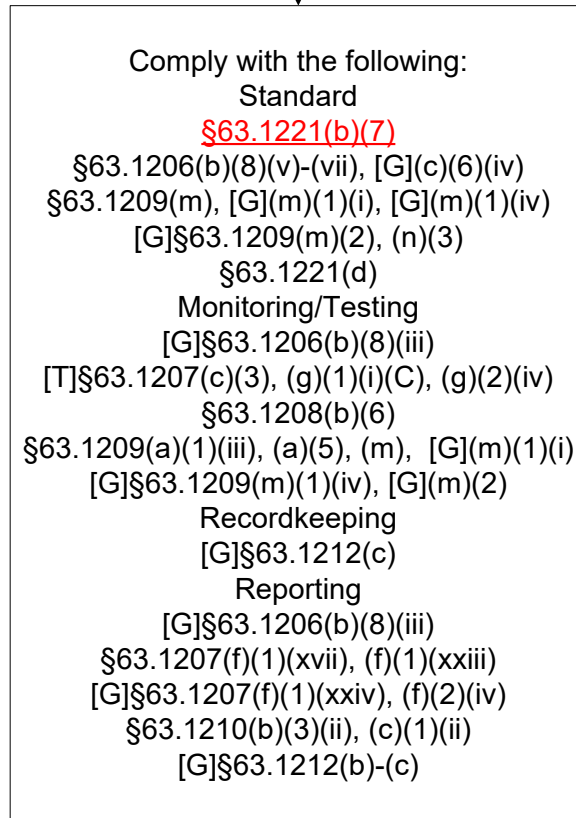 Comply with the following:
Standard
§63.1221(b)(7)
§63.1206(b)(8)(v)-(vii), [G](c)(6)(iv)
§63.1209(m), [G](m)(1)(i), [G](m)(1)(iv)
[G]§63.1209(m)(2), (n)(3)
§63.1221(d)
Monitoring/Testing
[G]§63.1206(b)(8)(iii)
[T]§63.1207(c)(3), (g)(1)(i)(C), (g)(2)(iv)
§63.1208(b)(6)
§63.1209(a)(1)(iii), (a)(5), (m), [G](m)(1)(i)
[G]§63.1209(m)(1)(iv), [G](m)(2)
Recordkeeping
[G]§63.1212(c)
Reporting
[G]§63.1206(b)(8)(iii)
§63.1207(f)(1)(xvii), (f)(1)(xxiii)
[G]§63.1207(f)(1)(xxiv), (f)(2)(iv)
§63.1210(b)(3)(ii), (c)(1)(ii)
[G]§63.1212(b)-(c)